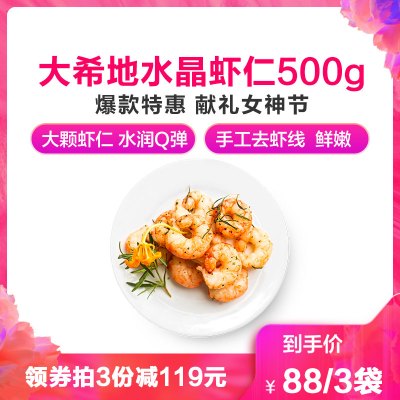 大希地水晶虾仁500g
爆款特惠 献礼女神节
大颗虾仁 水润Q弹
手工去虾线 鲜嫩
到手价
领券拍3份减119元
¥ 88/3袋